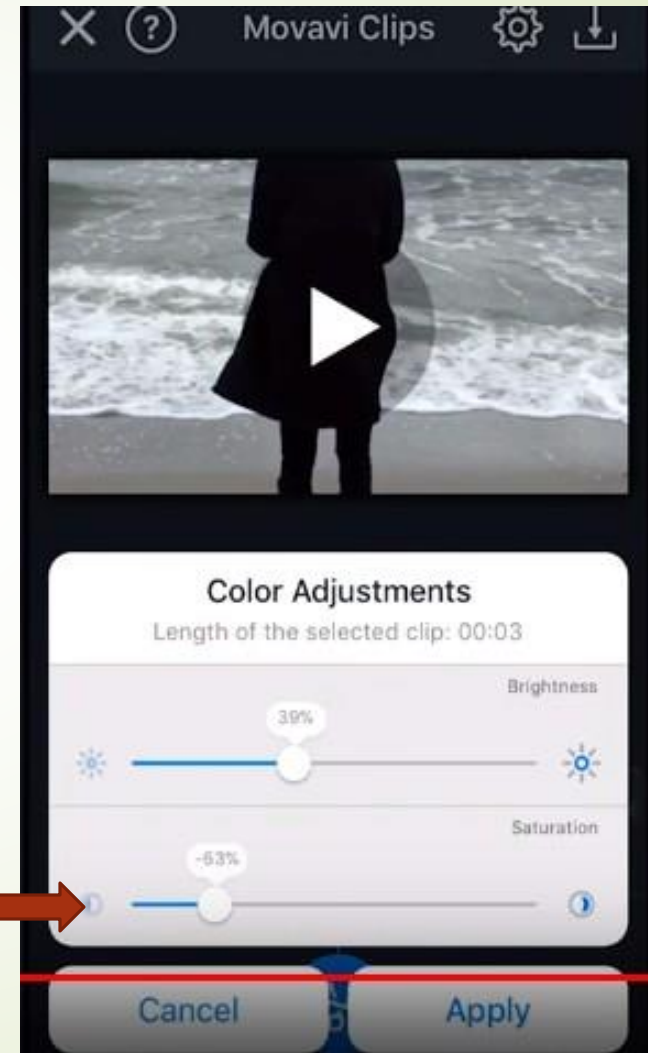 Movavi Clips
Color Adjustments
Length of the selected clip: 00:03
Brightness
39%
Saturation
-63%
Cancel
Apply